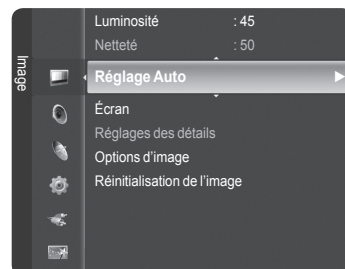 Image
Luminosité : 45
Netteté : 50
Réglage Auto
Écran
Réglages des détails
Options d'image
Réinitialisation de l'image